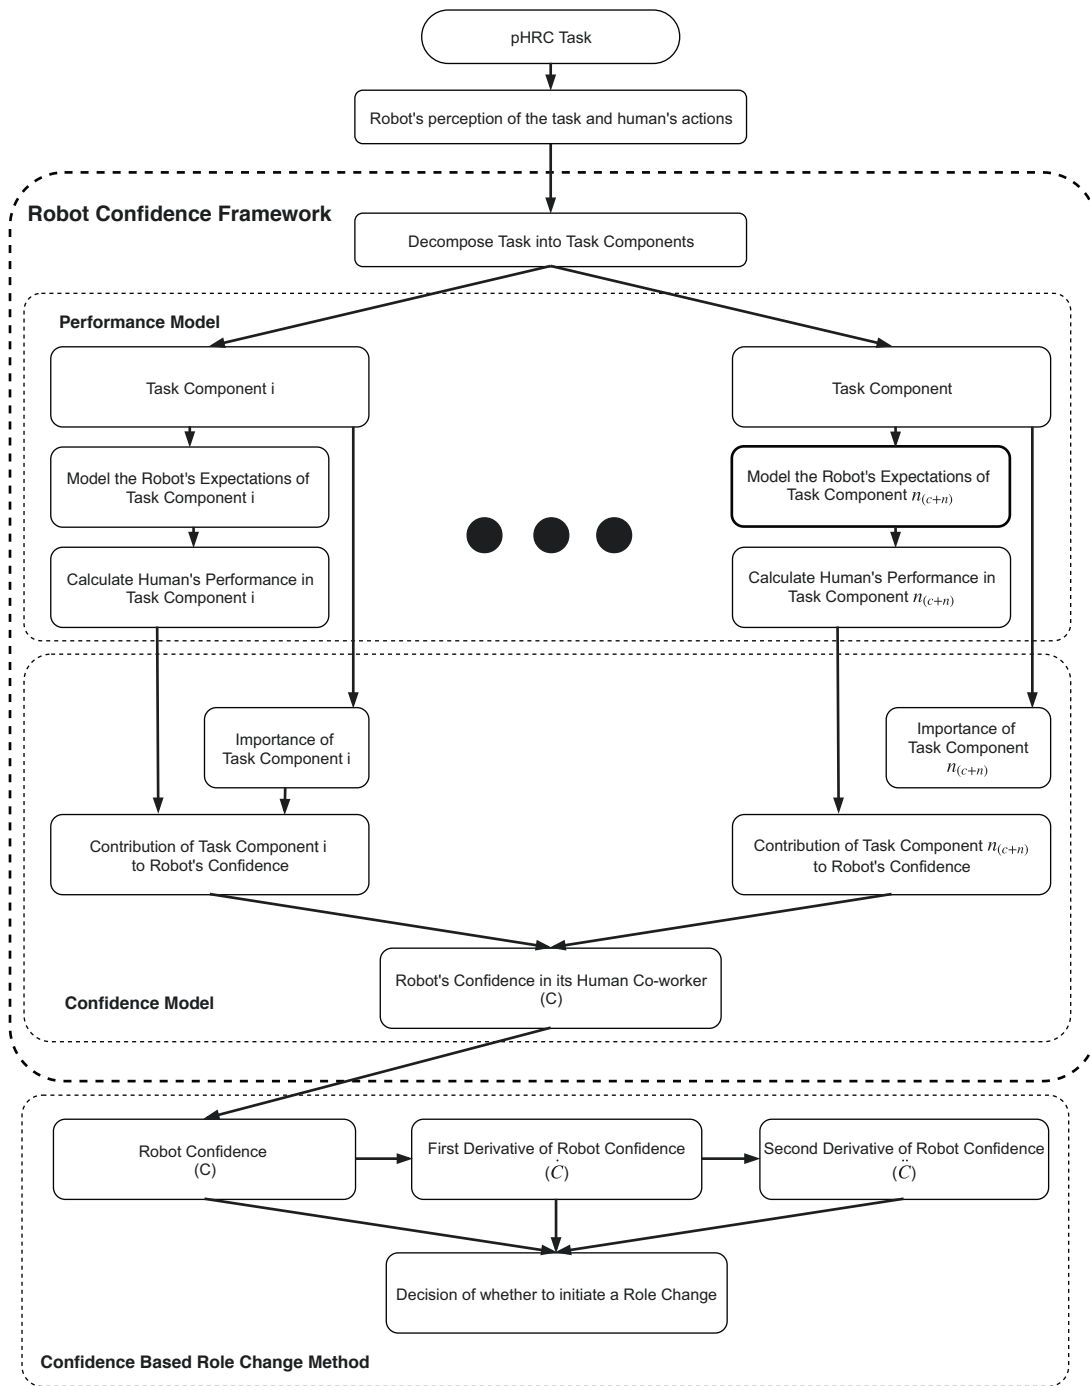 pHRC Task
Robot's perception of the task and human's actions
Robot Confidence Framework
Decompose Task into Task Components
Performance Model
Task Component i
Model the Robot's Expectations of
Task Component i
Calculate Human's Performance in
Task Component i
Task Component
Model the Robot's Expectations of
Task Component n(c+n)
Calculate Human's Performance in
Task Component n(c+n)
Importance of
Task Component i
Contribution of Task Component i
to Robot's Confidence
Importance of
Task Component
n(c+n)
Contribution of Task Component n(c+n)
to Robot's Confidence
Robot's Confidence in its Human Co-worker
(C)
Confidence Model
Robot Confidence
(C)
First Derivative of Robot Confidence
(Ċ)
Second Derivative of Robot Confidence
(C̈)
Decision of whether to initiate a Role Change
Confidence Based Role Change Method